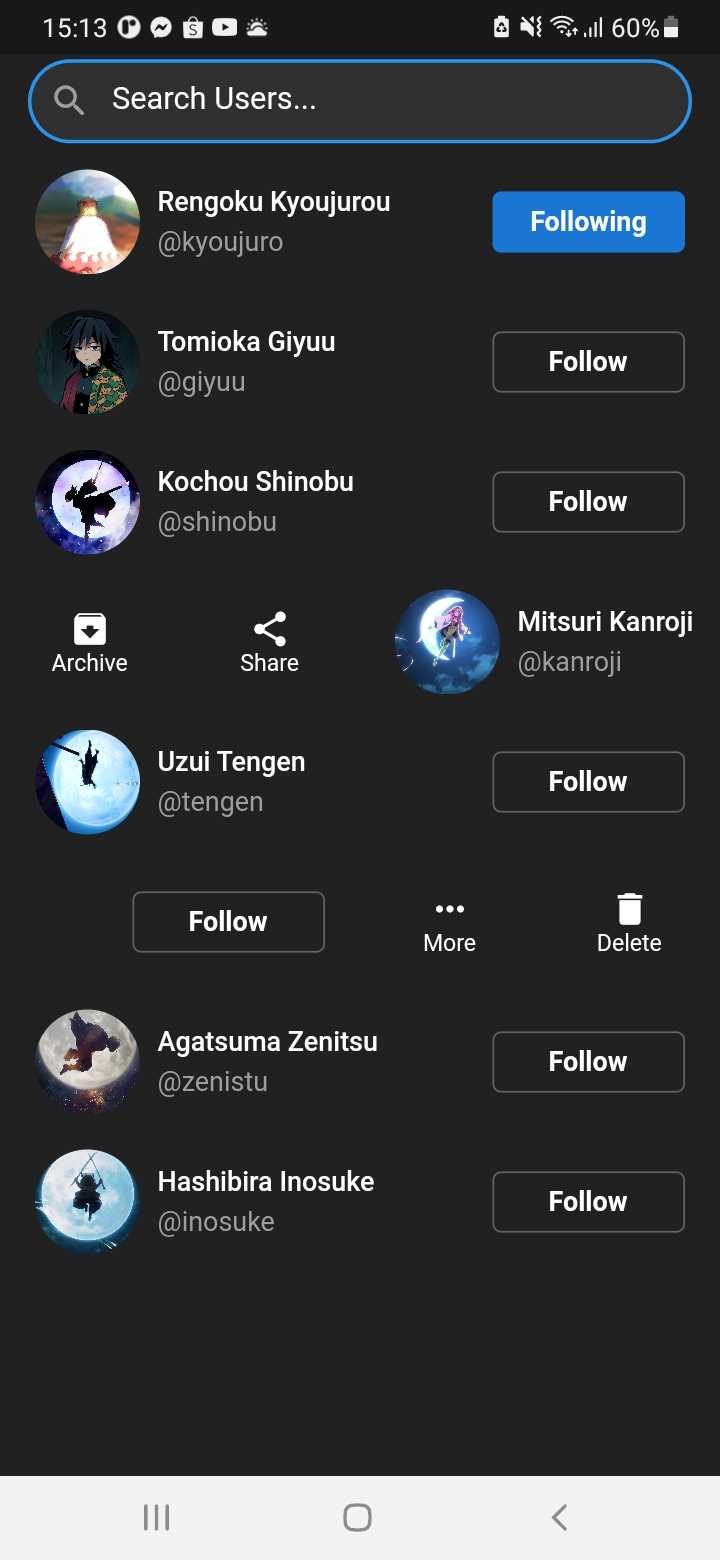 15:13 60%
Search Users...
Rengoku Kyoujurou
@kyoujuro
Following
Tomioka Giyuu
@giyuu
Follow
Kochou Shinobu
@shinobu
Follow
Archive
Share
Mitsuri Kanroji
@kanroji
Uzui Tengen
@tengen
Follow
Follow
More
Delete
Agatsuma Zenitsu
@zenistu
Follow
Hashibira Inosuke
@inosuke
Follow